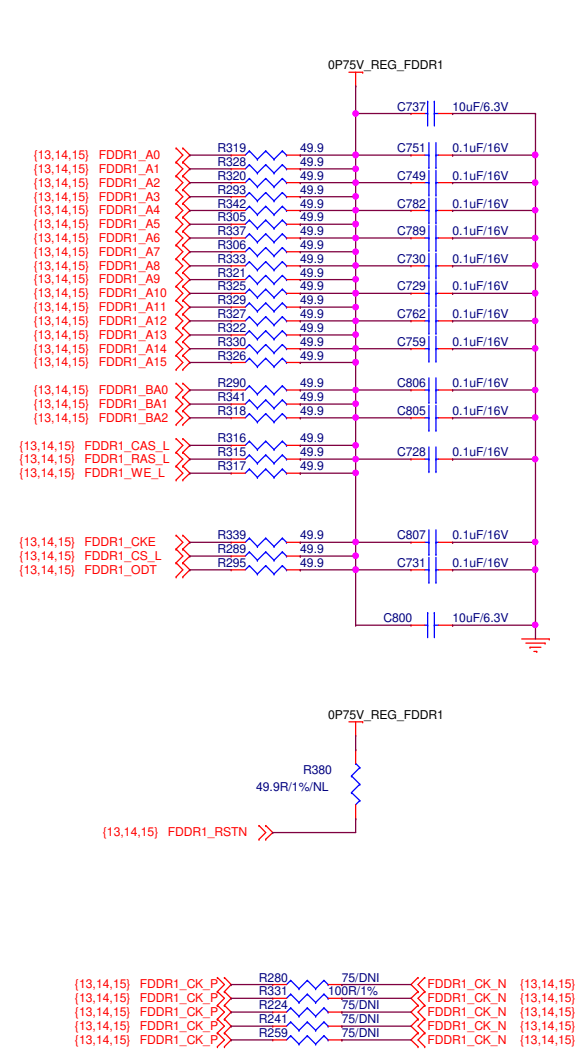 0P75V_REG_FDDR1
C737 10uF/6.3V
{13,14,15} FDDR1_A0 R319 49.9 C751 0.1uF/16V
{13,14,15} FDDR1_A1 R328 49.9
{13,14,15} FDDR1_A2 R320 49.9 C749 0.1uF/16V
{13,14,15} FDDR1_A3 R293 49.9
{13,14,15} FDDR1_A4 R342 49.9 C782 0.1uF/16V
{13,14,15} FDDR1_A5 R305 49.9
{13,14,15} FDDR1_A6 R337 49.9 C789 0.1uF/16V
{13,14,15} FDDR1_A7 R306 49.9
{13,14,15} FDDR1_A8 R333 49.9 C730 0.1uF/16V
{13,14,15} FDDR1_A9 R321 49.9
{13,14,15} FDDR1_A10 R325 49.9 C729 0.1uF/16V
{13,14,15} FDDR1_A11 R329 49.9
{13,14,15} FDDR1_A12 R327 49.9 C762 0.1uF/16V
{13,14,15} FDDR1_A13 R322 49.9
{13,14,15} FDDR1_A14 R330 49.9 C759 0.1uF/16V
{13,14,15} FDDR1_A15 R326 49.9
{13,14,15} FDDR1_BA0 R290 49.9 C806 0.1uF/16V
{13,14,15} FDDR1_BA1 R341 49.9
{13,14,15} FDDR1_BA2 R318 49.9 C805 0.1uF/16V
{13,14,15} FDDR1_CAS_L R316 49.9
{13,14,15} FDDR1_RAS_L R315 49.9 C728 0.1uF/16V
{13,14,15} FDDR1_WE_L R317 49.9
{13,14,15} FDDR1_CKE R339 49.9 C807 0.1uF/16V
{13,14,15} FDDR1_CS_L R289 49.9
{13,14,15} FDDR1_ODT R295 49.9 C731 0.1uF/16V
C800 10uF/6.3V
0P75V_REG_FDDR1
R380
49.9R/1%/NL
{13,14,15} FDDR1_RSTN
{13,14,15} FDDR1_CK_P R280 75/DNI FDDR1_CK_N {13,14,15}
{13,14,15} FDDR1_CK_P R331 100R/1% FDDR1_CK_N {13,14,15}
{13,14,15} FDDR1_CK_P R224 75/DNI FDDR1_CK_N {13,14,15}
{13,14,15} FDDR1_CK_P R241 75/DNI FDDR1_CK_N {13,14,15}
{13,14,15} FDDR1_CK_P R259 75/DNI FDDR1_CK_N {13,14,15}